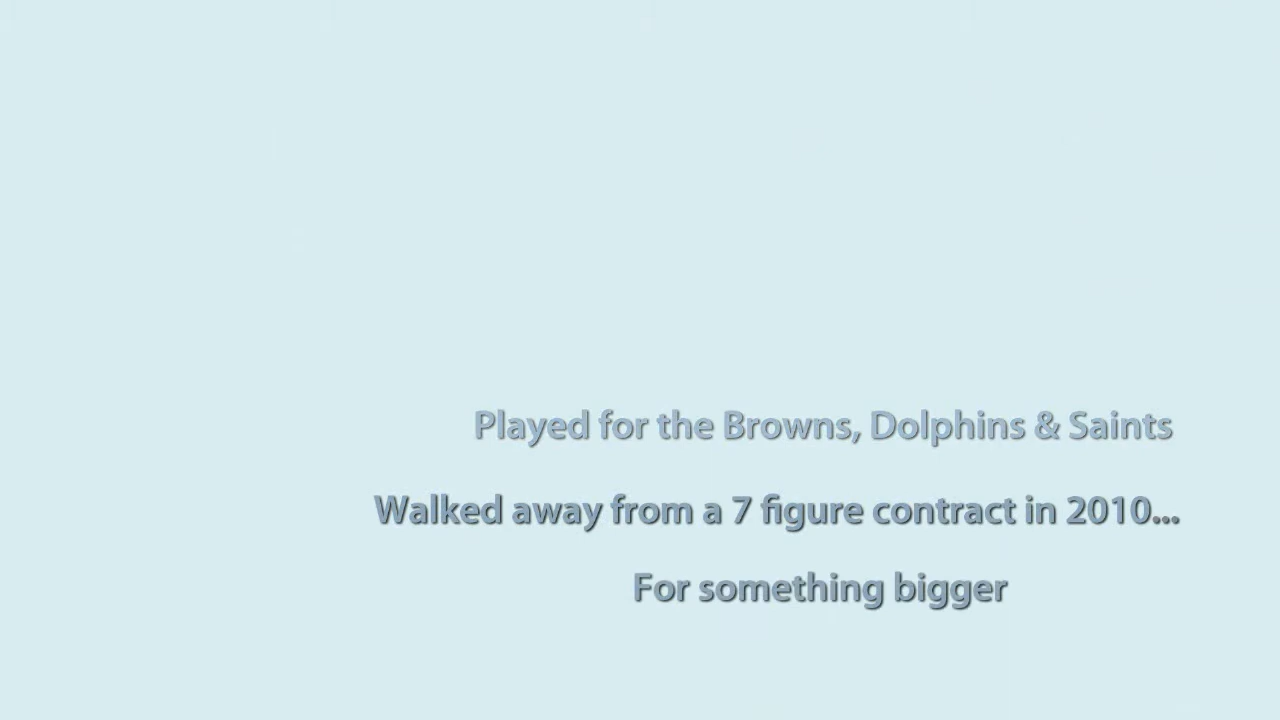 Played for the Browns, Dolphins & Saints
Walked away from a 7 figure contract in 2010...
For something bigger